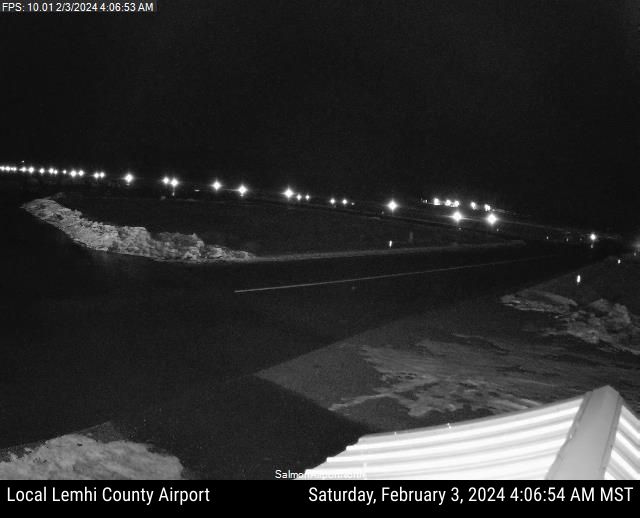 FPS: 10.01 2/3/2024 4:06:53 AM
Local Lemhi County Airport
Saturday, February 3, 2024 4:06:54 AM MST